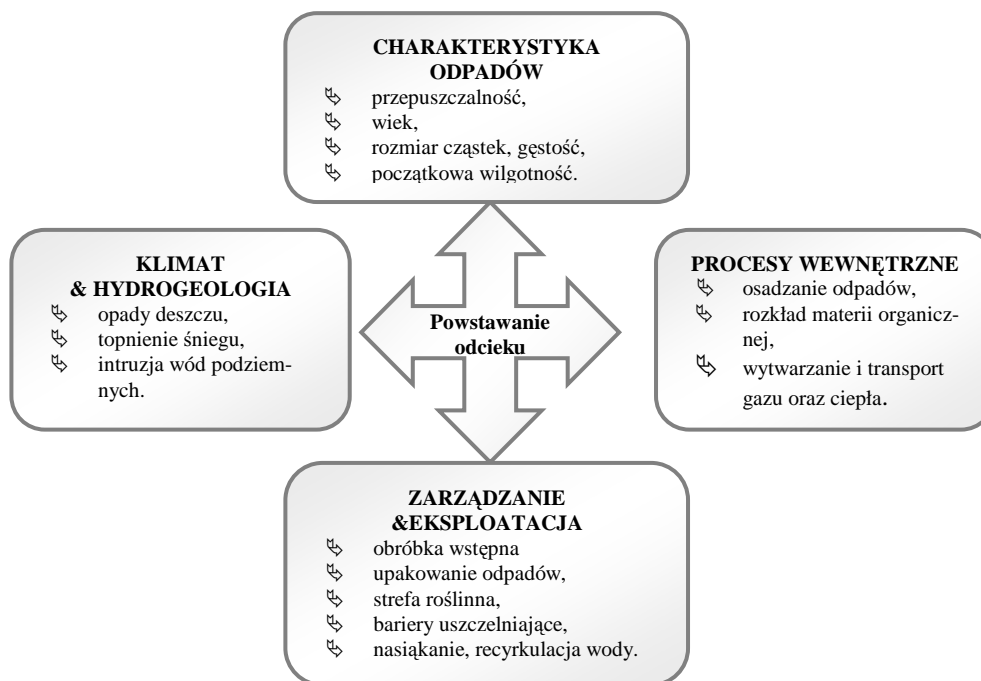 CHARAKTERYSTYKA
ODPADÓW
przepuszczalność,
wiek,
rozmiar cząstek, gęstość,
początkowa wilgotność.
KLIMAT
& HYDROGEOLOGIA
opady deszczu,
topnienie śniegu,
intruzja wód podziem-
nych.
Powstawanie
odcieku
PROCESY WEWNĘTRZNE
osadzanie odpadów,
rozkład materii organicz-
nej,
wytwarzanie i transport
gazu oraz ciepła.
ZARZĄDZANIE
&EKSPLOATACJA
obróbka wstępna
upakowanie odpadów,
strefa roślinna,
bariery uszczelniające,
nasiąkanie, recyrkulacja wody.